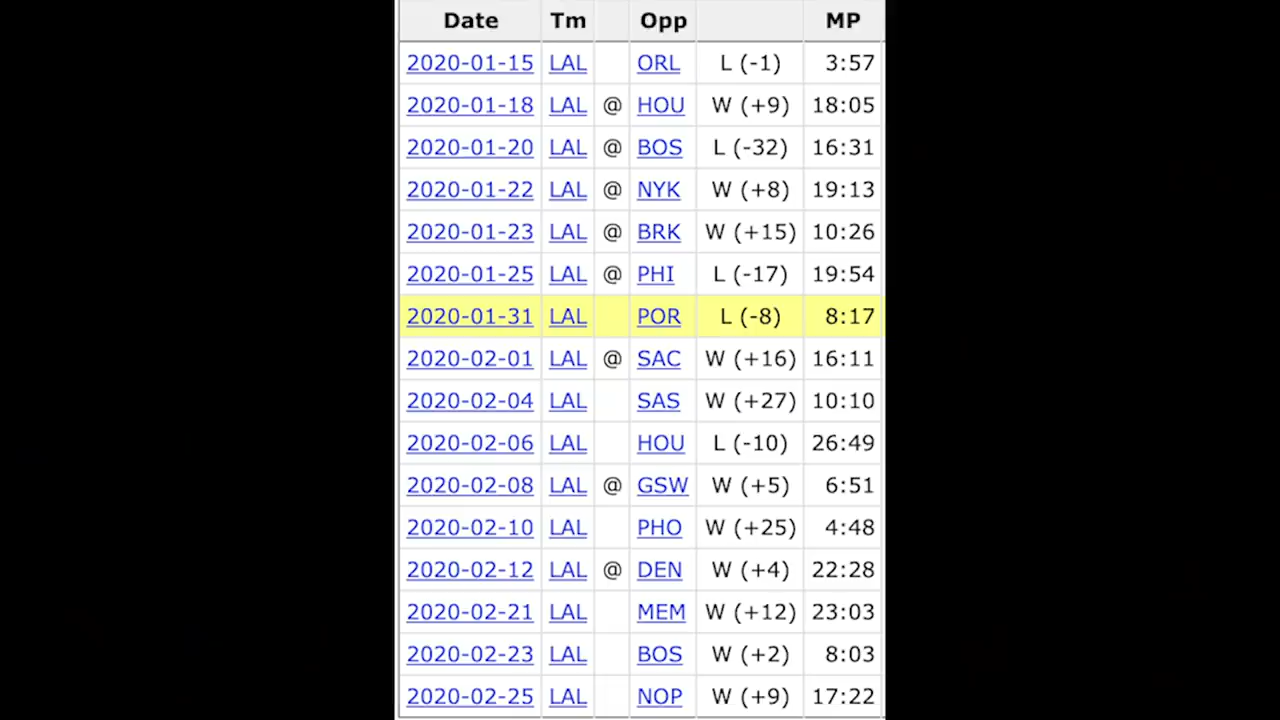 Date Tm Opp MP
2020-01-15 LAL ORL L (-1) 3:57
2020-01-18 LAL @ HOU W (+9) 18:05
2020-01-20 LAL @ BOS L (-32) 16:31
2020-01-22 LAL @ NYK W (+8) 19:13
2020-01-23 LAL @ BRK W (+15) 10:26
2020-01-25 LAL @ PHI L (-17) 19:54
2020-01-31 LAL POR L (-8) 8:17
2020-02-01 LAL @ SAC W (+16) 16:11
2020-02-04 LAL SAS W (+27) 10:10
2020-02-06 LAL HOU L (-10) 26:49
2020-02-08 LAL @ GSW W (+5) 6:51
2020-02-10 LAL PHO W (+25) 4:48
2020-02-12 LAL @ DEN W (+4) 22:28
2020-02-21 LAL MEM W (+12) 23:03
2020-02-23 LAL BOS W (+2) 8:03
2020-02-25 LAL NOP W (+9) 17:22